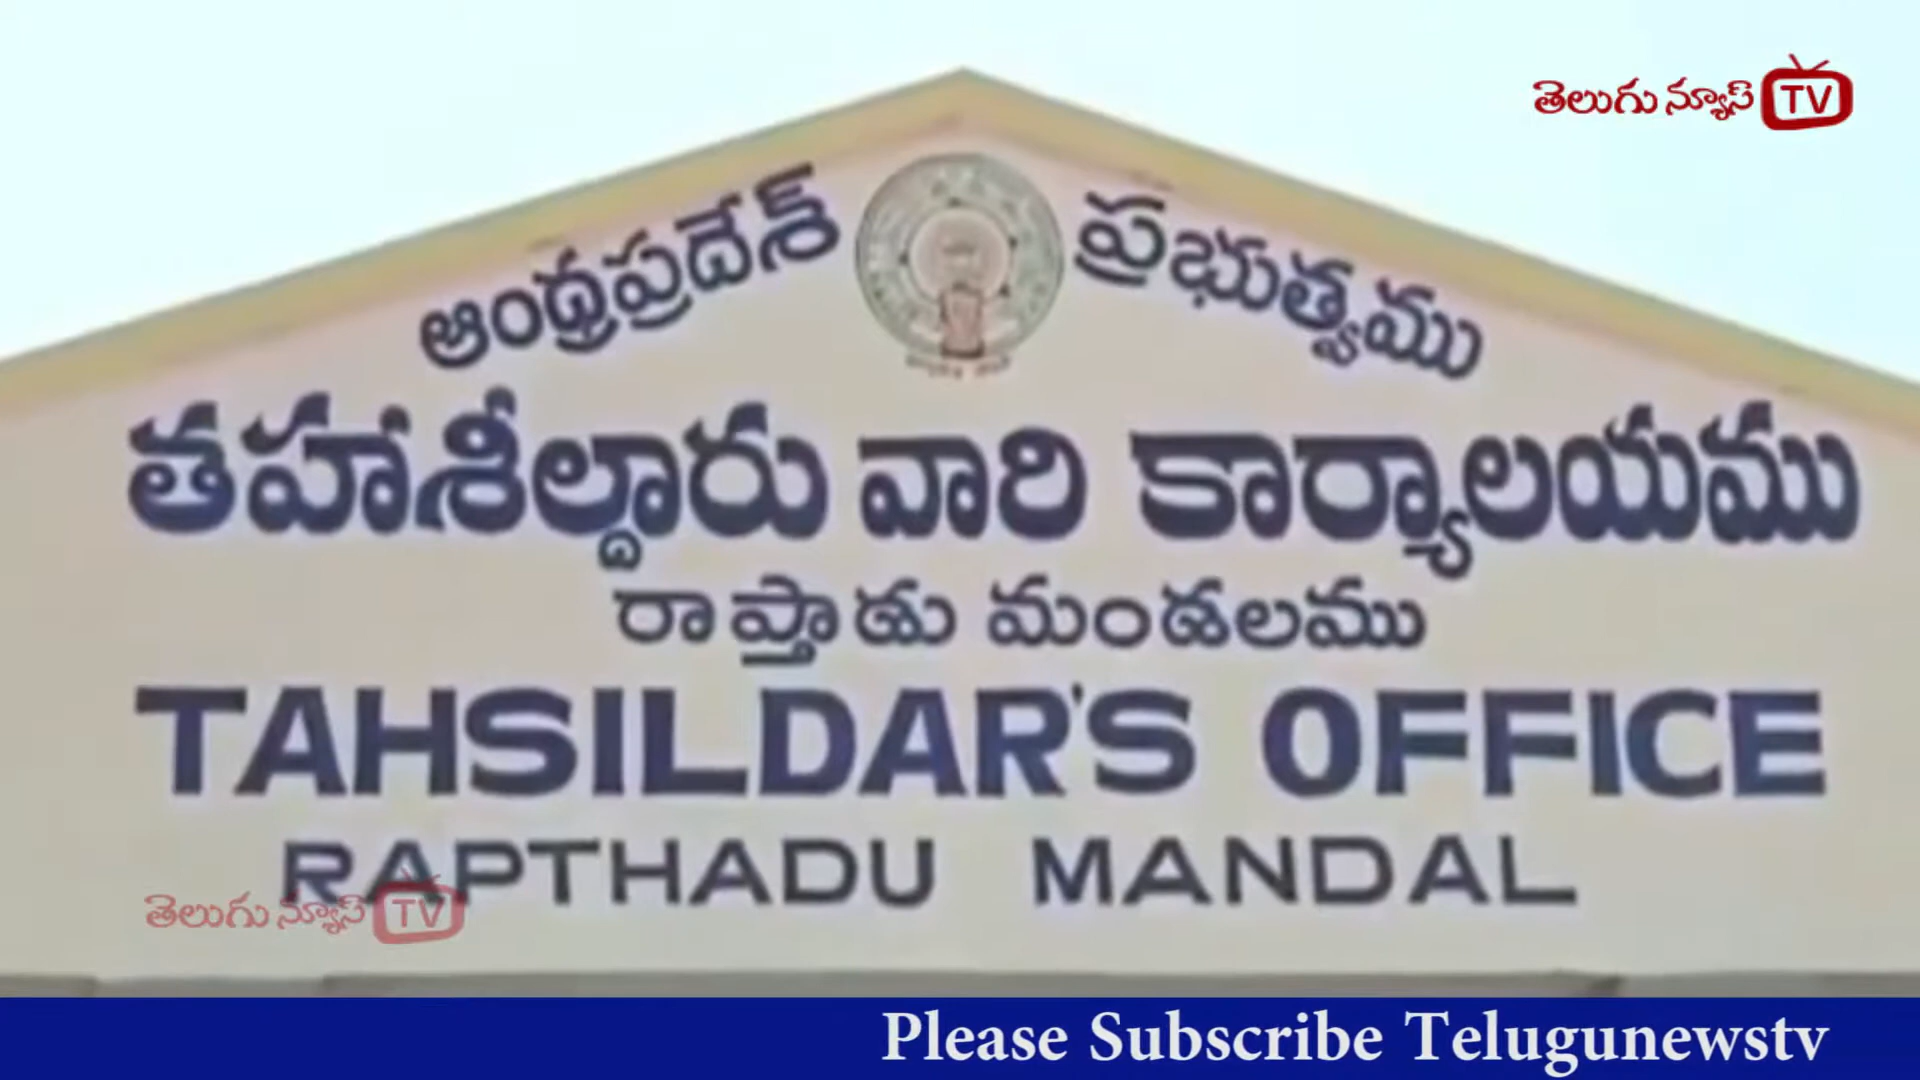 తెలుగు న్యూస్ TV
ఆంధ్రప్రదేశ్ ప్రభుత్వము
తహాశీల్దారు వారి కార్యాలయము
రాప్తాడు మండలము
TAHSILDAR'S OFFICE
RAPTHADU MANDAL
తెలుగు న్యూస్ TV
Please Subscribe Telugunewstv